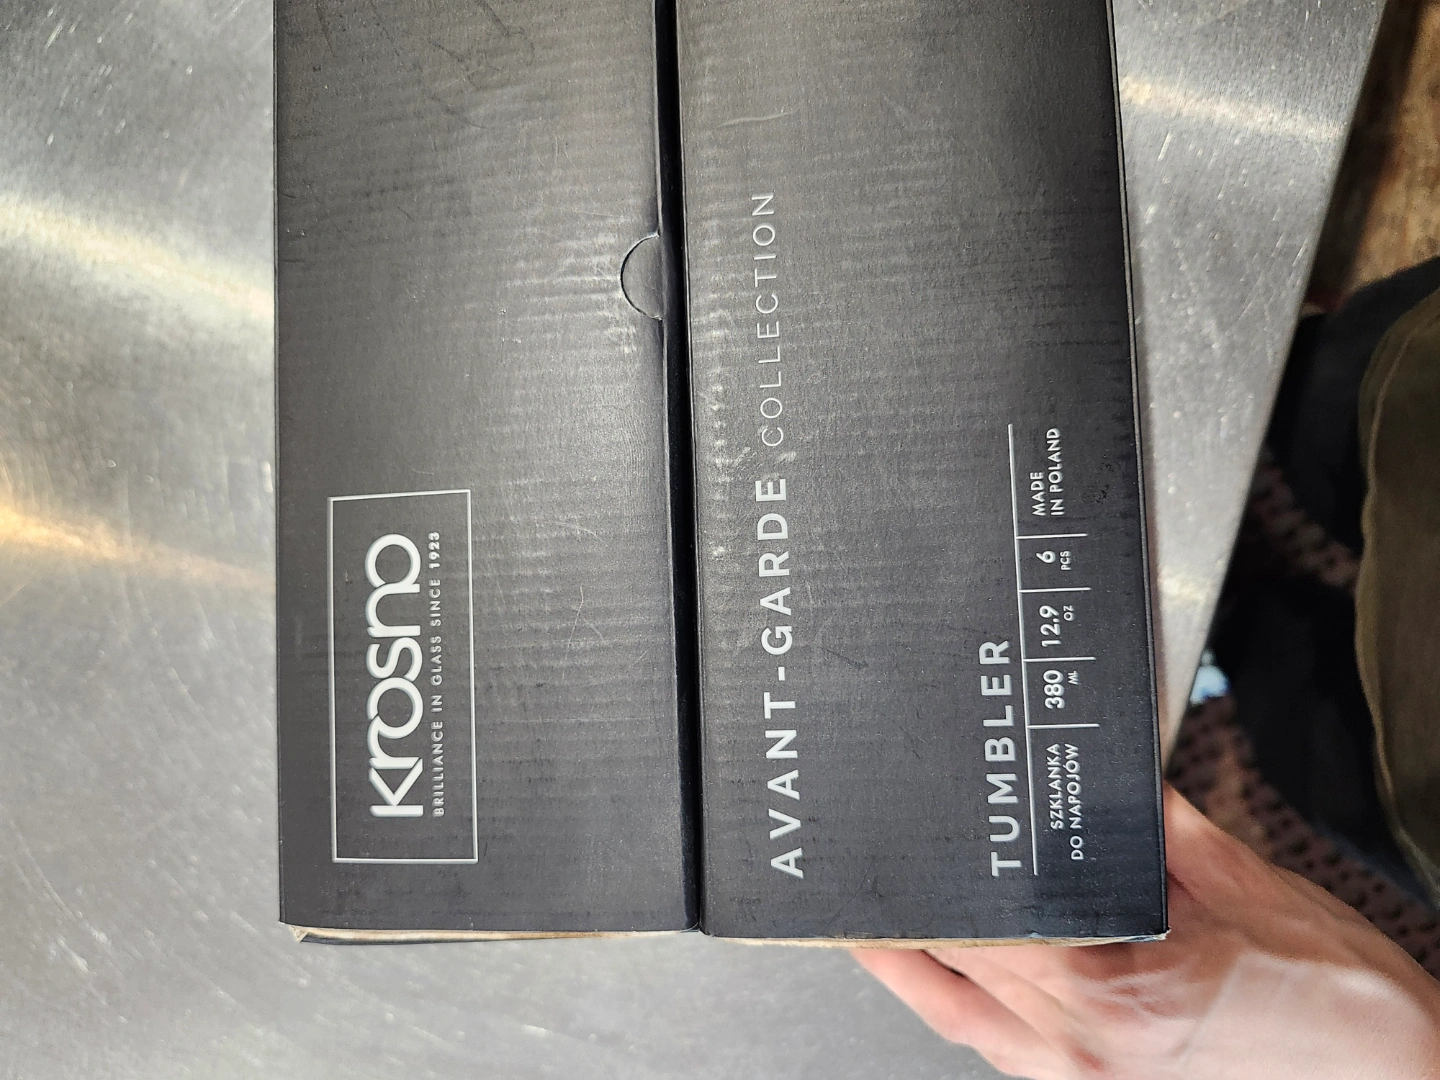 krosno
BRILLIANCE IN GLASS SINCE 1923
AVANT-GARDE COLLECTION
TUMBLER
SZKLANKA
DO NAPOJÓW
380
ML
12,9
OZ
6
PCS
MADE
IN POLAND